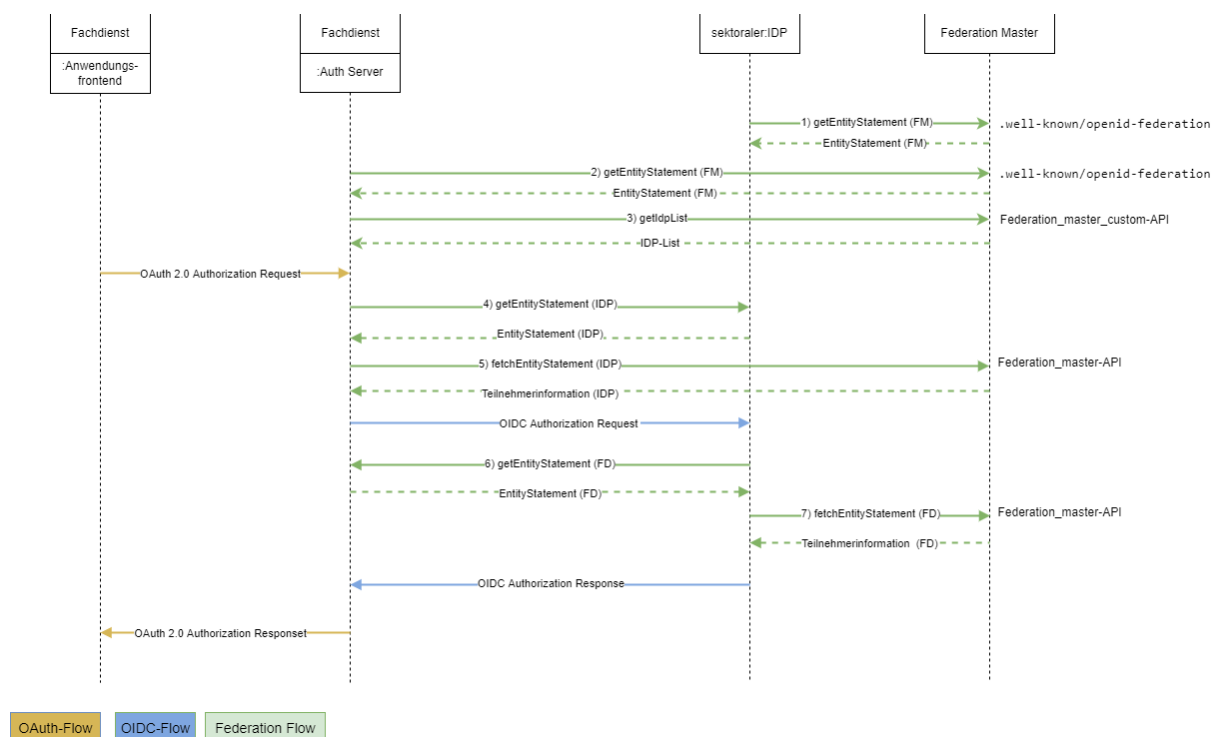 Fachdienst
:Anwendungs-
frontend
Fachdienst
:Auth Server
sektoraler:IDP
Federation Master
1) getEntityStatement (FM)
.well-known/openid-federation
EntityStatement (FM)
2) getEntityStatement (FM)
.well-known/openid-federation
EntityStatement (FM)
3) getIdpList
Federation_master_custom-API
IDP-List
OAuth 2.0 Authorization Request
4) getEntityStatement (IDP)
EntityStatement (IDP)
5) fetchEntityStatement (IDP)
Federation_master-API
Teilnehmerinformation (IDP)
OIDC Authorization Request
6) getEntityStatement (FD)
EntityStatement (FD)
7) fetchEntityStatement (FD)
Federation_master-API
Teilnehmerinformation (FD)
OIDC Authorization Response
OAuth 2.0 Authorization Responset
OAuth-Flow
OIDC-Flow
Federation Flow